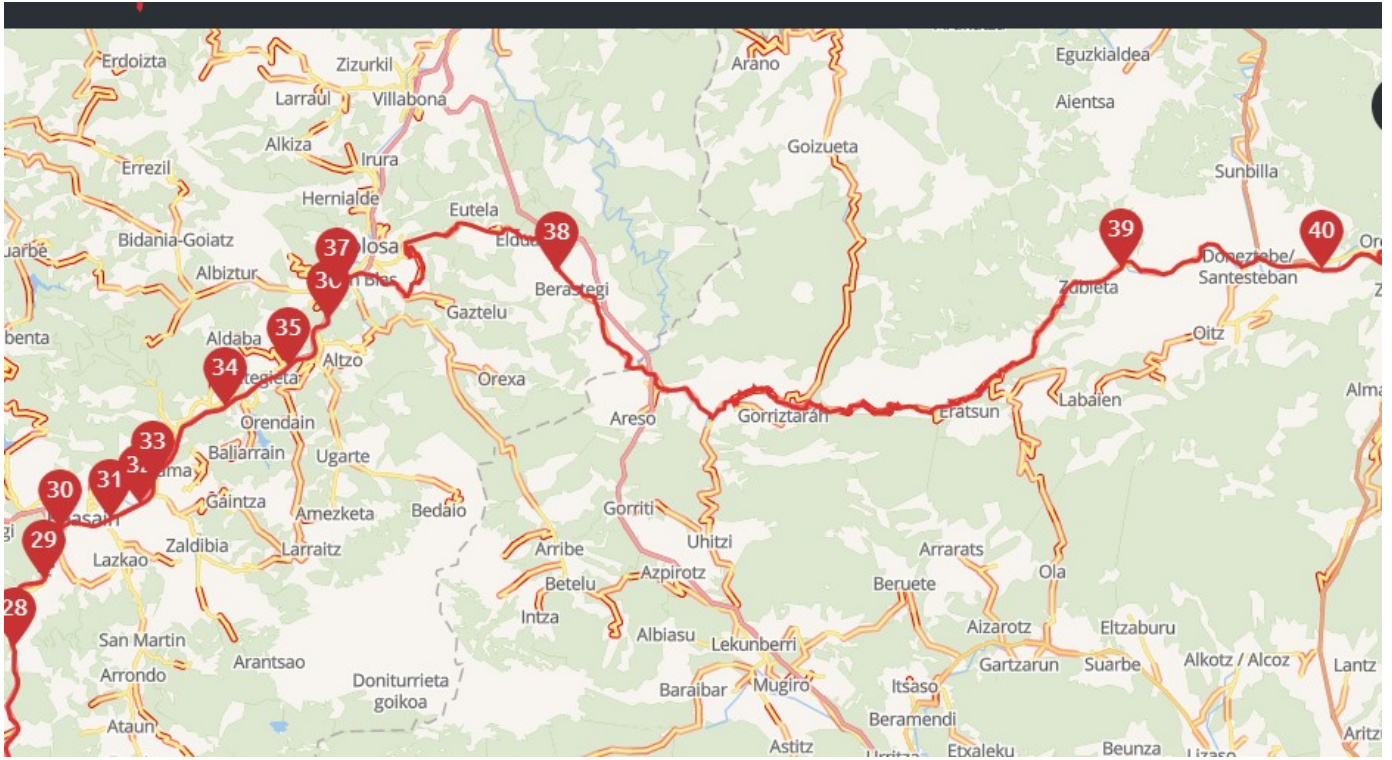 Erdoizta
Zizurkil
Arano
Eguzkialdea
Larraul
Villabona
Aientsa
Alkiza
Irura
Goizueta
Errezil
Hernialde
Sunbilla
Eutela
Bidania-Goiatz
38
39
40
37
Albiztur
Berastegi
Doneztebe/
Santesteban
Zubieta
Gaztelu
35
Aldaba
Altzo
Oitz
34
Orexa
Orendain
Areso
Gorriztaran
Eratsun
Labaien
33
Baliarrain
Ugarte
31
30
Gaintza
Amezketa
Bedaio
Gorriti
29
Lazkao
Zaldibia
Larraitz
Arribe
Uhitzi
Azpirotz
Ararats
Ola
Betelu
Beruete
28
Intza
San Martin
Albiasu
Lekunberri
Aizarotz
Eltzaburu
Arrondo
Arantsao
Gartzarun
Suarbe
Alkotz / Alcoz
Lantz
Doniturrieta
goikoa
Baraibar
Mugiro
Itsaso
Ataun
Beramendi
Astitz
Etxaleku
Beunza